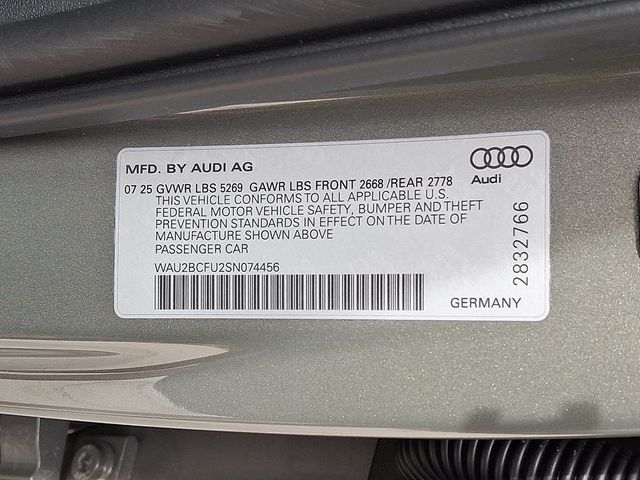 MFD. BY AUDI AG
Audi
07 25 GVWR LBS 5269 GAWR LBS FRONT 2668 /REAR 2778
THIS VEHICLE CONFORMS TO ALL APPLICABLE U.S.
FEDERAL MOTOR VEHICLE SAFETY, BUMPER AND THEFT
PREVENTION STANDARDS IN EFFECT ON THE DATE OF
MANUFACTURE SHOWN ABOVE
PASSENGER CAR
WAU2BCFU2SN074456
2832766
GERMANY